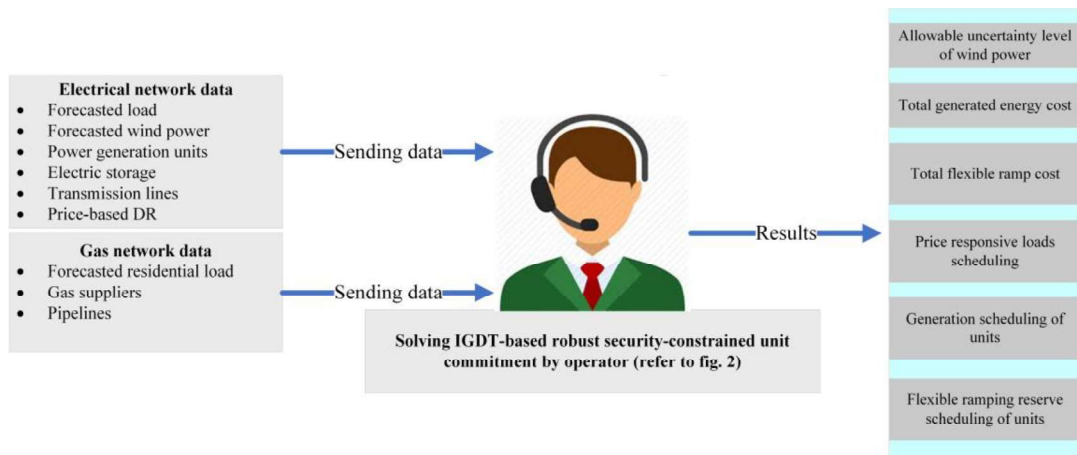 Electrical network data
• Forecasted load
• Forecasted wind power
• Power generation units
• Electric storage
• Transmission lines
• Price-based DR
Gas network data
• Forecasted residential load
• Gas suppliers
• Pipelines
Sending data
Sending data
Solving IGDT-based robust security-constrained unit
commitment by operator (refer to fig. 2)
Results
Allowable uncertainty level
of wind power
Total generated energy cost
Total flexible ramp cost
Price responsive loads
scheduling
Generation scheduling of
units
Flexible ramping reserve
scheduling of units